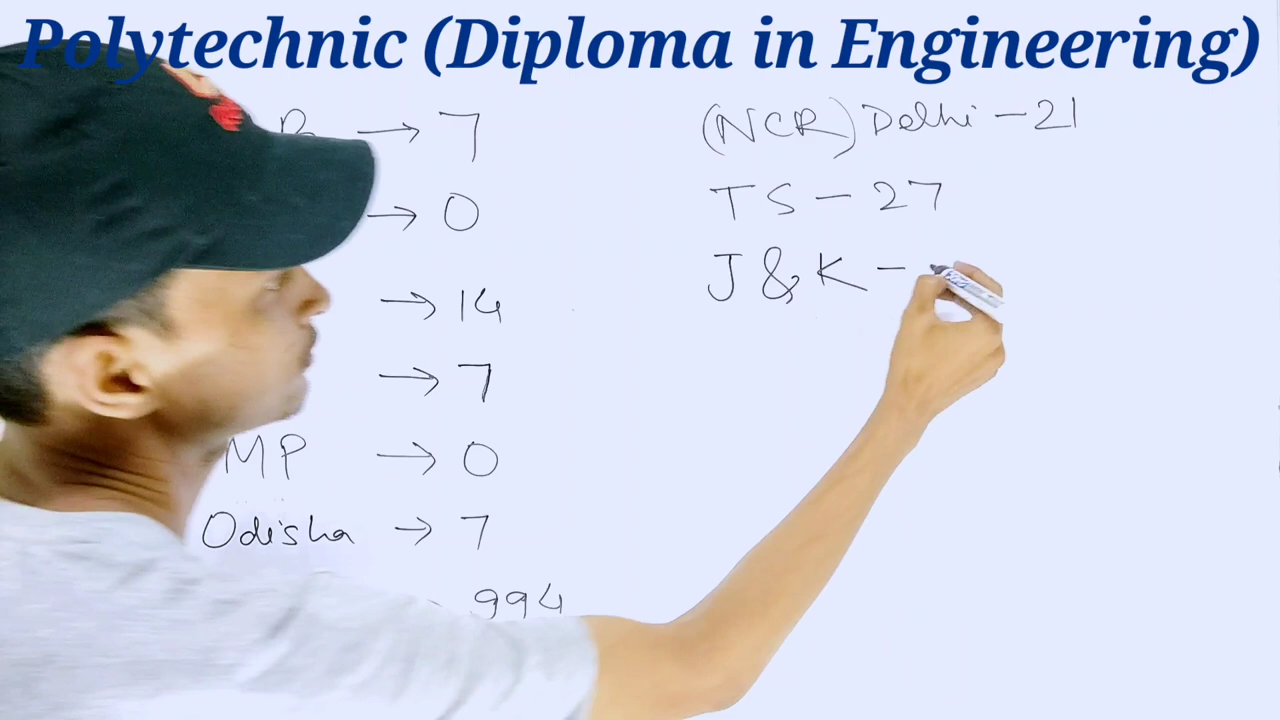 Polytechnic (Diploma in Engineering)
→ 7
→ 0
→ 14
→ 7
MP → 0
Odisha → 7
994
(NCR) Delhi - 21
TS - 27
J & K -